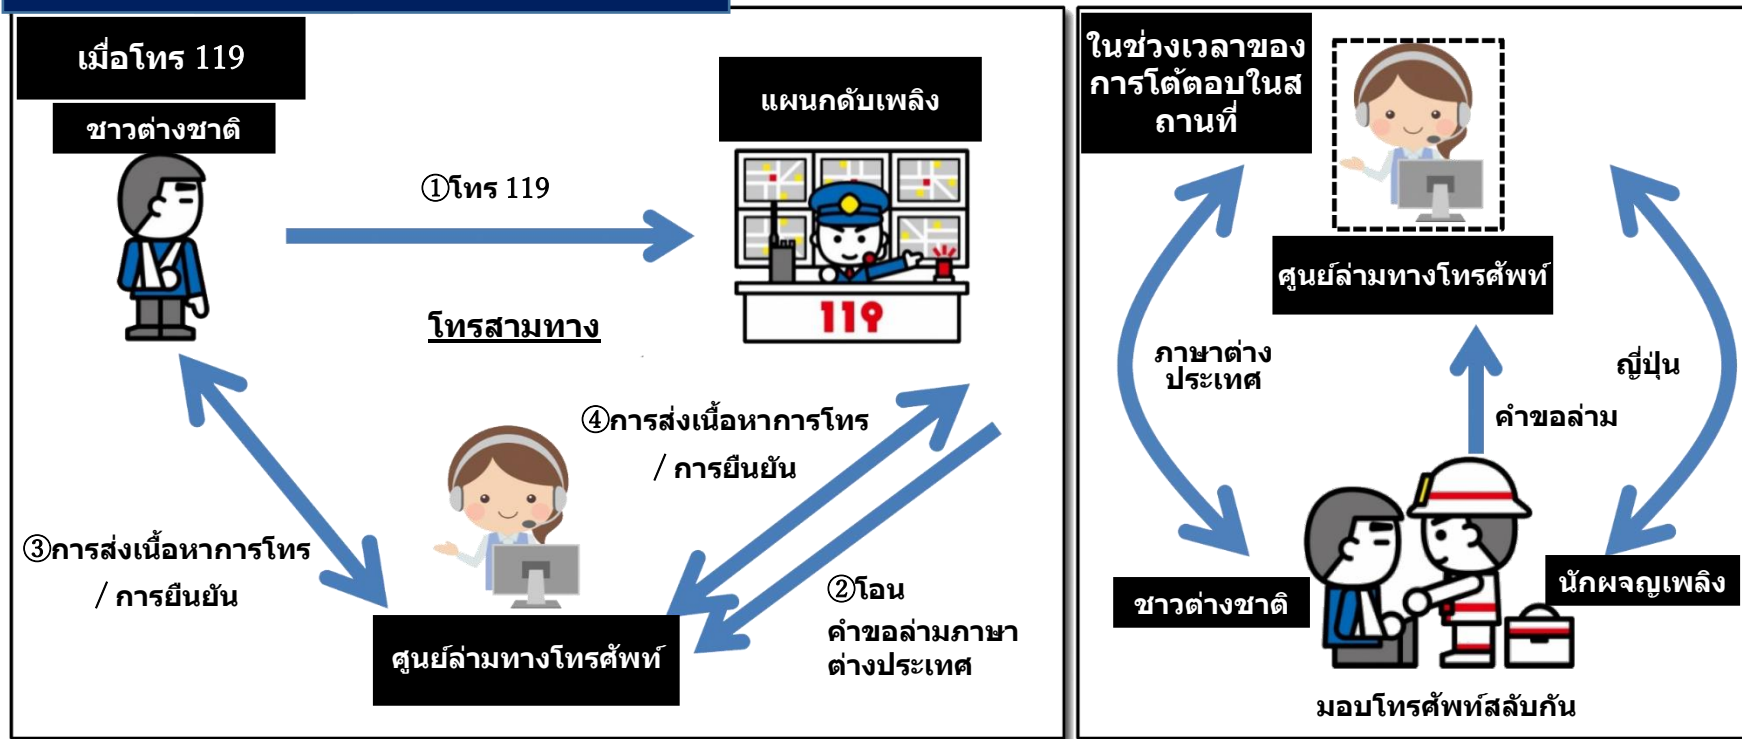 เมื่อโทร 119
ชาวต่างชาติ
แผนกดับเพลิง
①โทร 119
119
โทรสามทาง
④การส่งเนื้อหาการโทร
/ การยืนยัน
③การส่งเนื้อหาการโทร
/ การยืนยัน
②โอน
คำขอล่ามภาษา
ต่างประเทศ
ศูนย์ล่ามทางโทรศัพท์
ในช่วงเวลาของ
การโต้ตอบในส
ถานที่
ศูนย์ล่ามทางโทรศัพท์
ภาษาต่าง
ประเทศ
ญี่ปุ่น
คำขอล่าม
ชาวต่างชาติ
นักผจญเพลิง
มอบโทรศัพท์สลับกัน